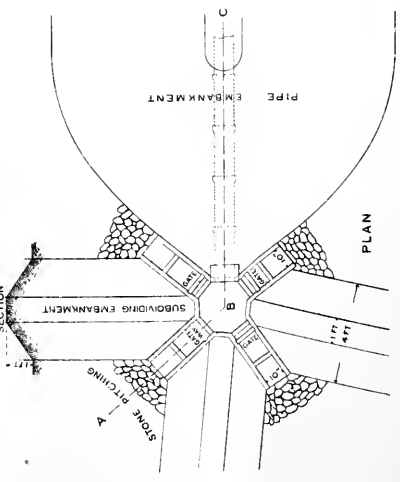 SECTION
1 FT
C
PIPE EMBANKMENT
SUBDIVIDING EMBANKMENT
GATE
GATE
10"
B
GATE
GATE
10"
A
STONE PITCHING
PLAN
1 FT
4 FT